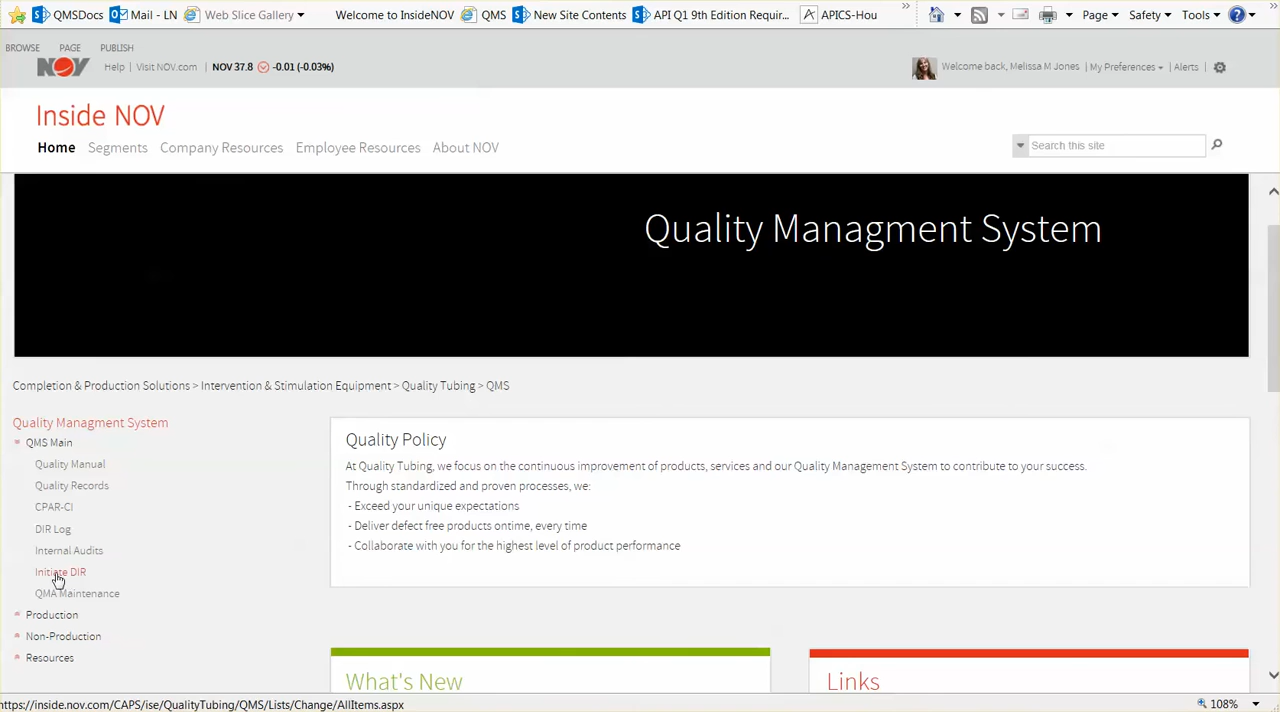 QMSDocs Mail - LN Web Slice Gallery Welcome to InsideNOV QMS New Site Contents API Q1 9th Edition Requir... APICS-Hou » Page Safety Tools »
BROWSE PAGE PUBLISH
NOV Help | Visit NOV.com | NOV 37.8 -0.01 (-0.03%) Welcome back, Melissa M Jones | My Preferences | Alerts
Inside NOV
Home Segments Company Resources Employee Resources About NOV Search this site
Quality Managment System
Completion & Production Solutions > Intervention & Stimulation Equipment > Quality Tubing > QMS
Quality Managment System
QMS Main
Quality Manual
Quality Records
CPAR-CI
DIR Log
Internal Audits
Initiate DIR
QMA Maintenance
Production
Non-Production
Resources
Quality Policy
At Quality Tubing, we focus on the continuous improvement of products, services and our Quality Management System to contribute to your success.
Through standardized and proven processes, we:
- Exceed your unique expectations
- Deliver defect free products ontime, every time
- Collaborate with you for the highest level of product performance
What's New
Links
https://inside.nov.com/CAPS/ise/QualityTubing/QMS/Lists/Change/AllItems.aspx 108%